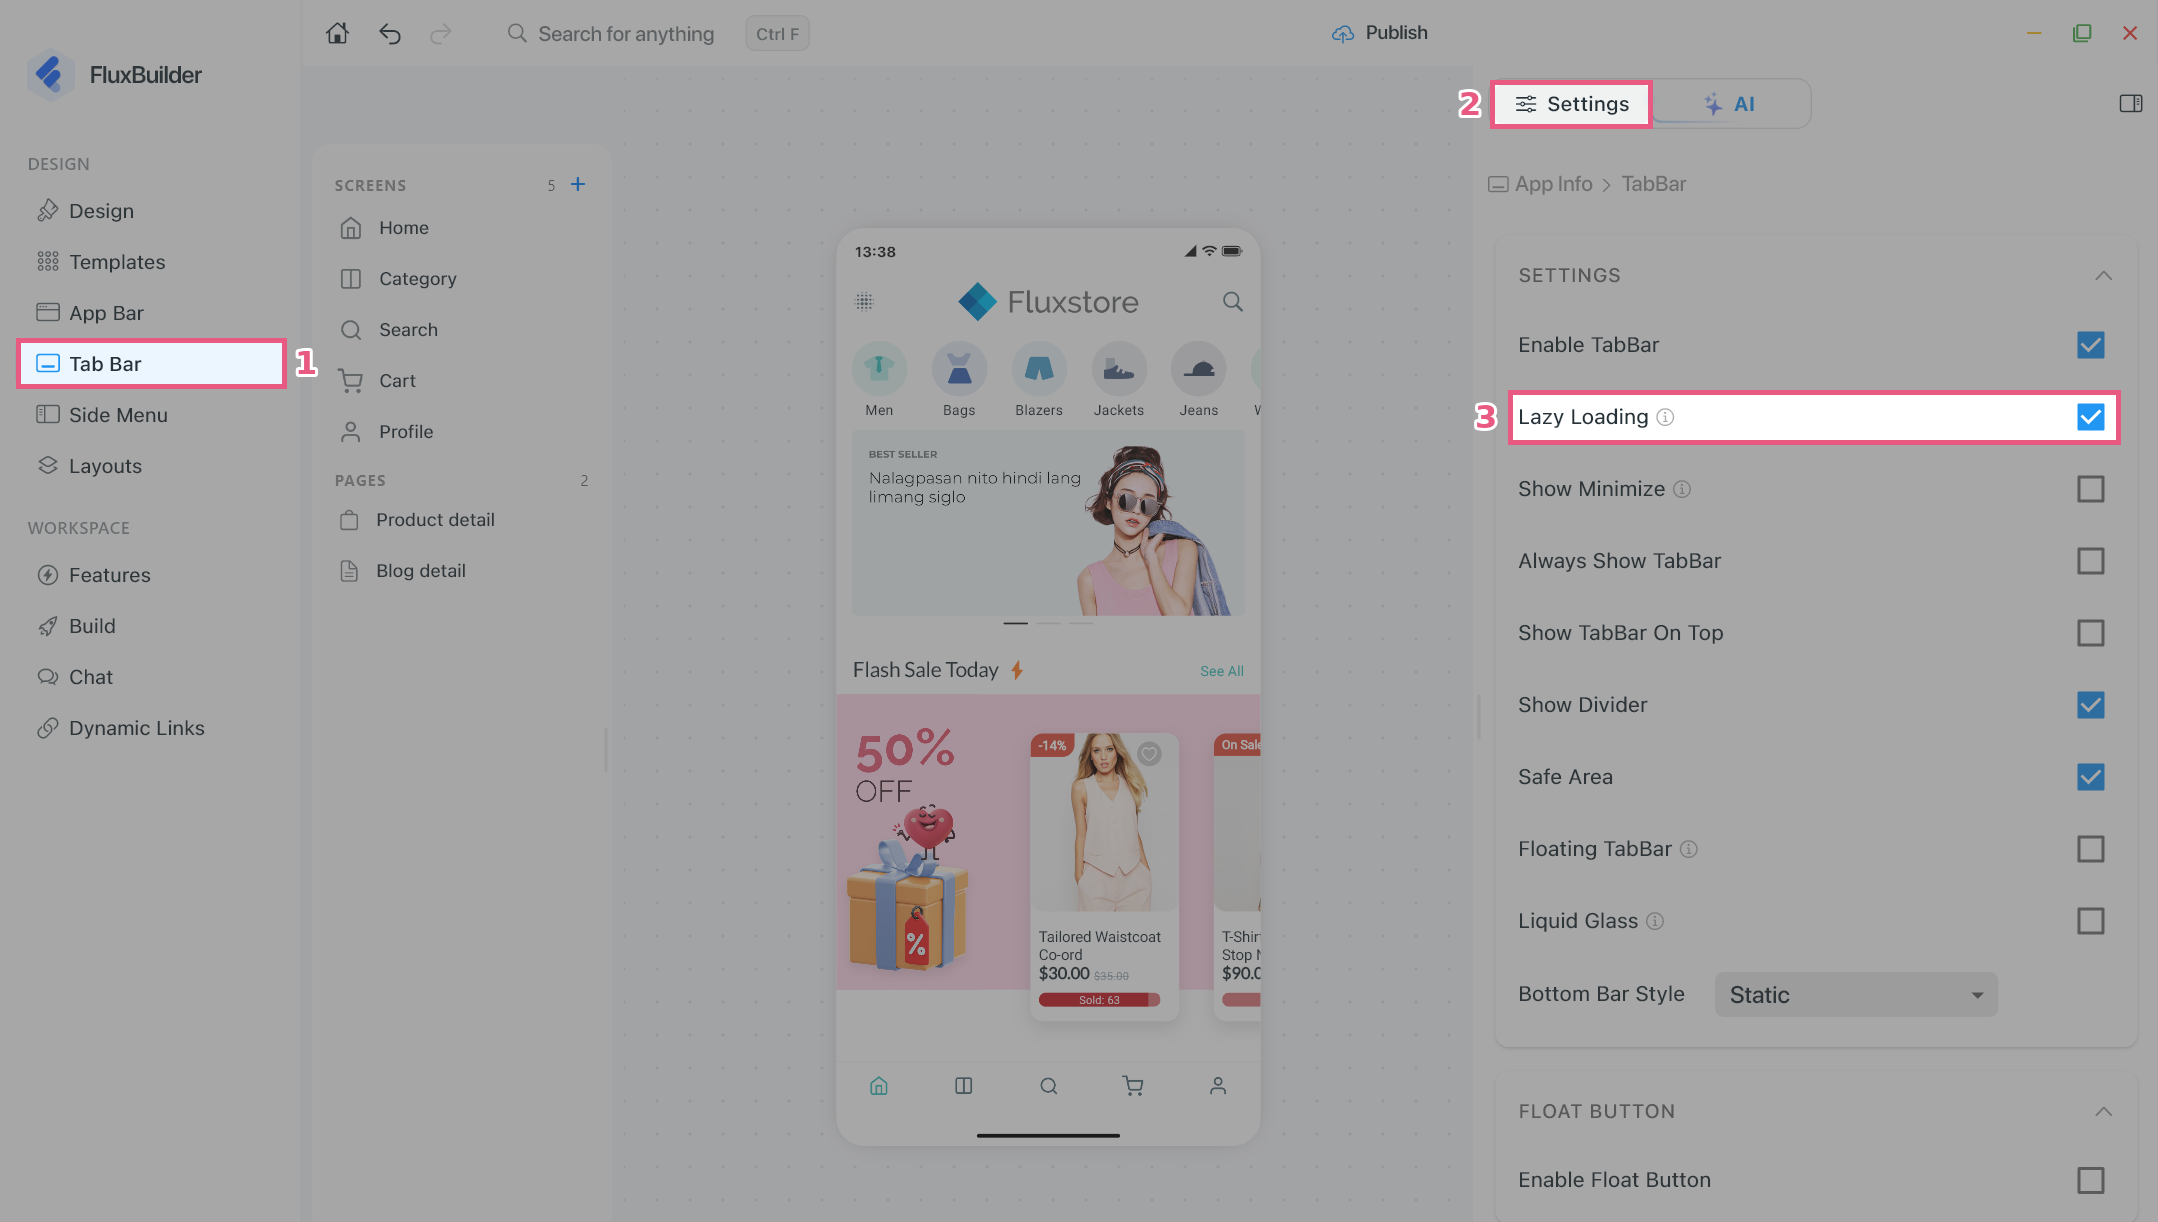 FluxBuilder
Search for anything
Ctrl F
Publish
DESIGN
Design
Templates
App Bar
Tab Bar
1
Side Menu
Layouts
WORKSPACE
Features
Build
Chat
Dynamic Links
SCREENS 5 +
Home
Category
Search
Cart
Profile
PAGES 2
Product detail
Blog detail
13:38
Fluxstore
Men
Bags
Blazers
Jackets
Jeans
BEST SELLER
Nalagpasan nito hindi lang
limang siglo
Flash Sale Today
See All
50%
OFF
%
-14%
Tailored Waistcoat
Co-ord
$30.00 $35.00
Sold: 63
On Sale
T-Shir
Stop
$90.0
2
Settings
AI
App Info > TabBar
SETTINGS
Enable TabBar
3
Lazy Loading
Show Minimize
Always Show TabBar
Show TabBar On Top
Show Divider
Safe Area
Floating TabBar
Liquid Glass
Bottom Bar Style
Static
FLOAT BUTTON
Enable Float Button